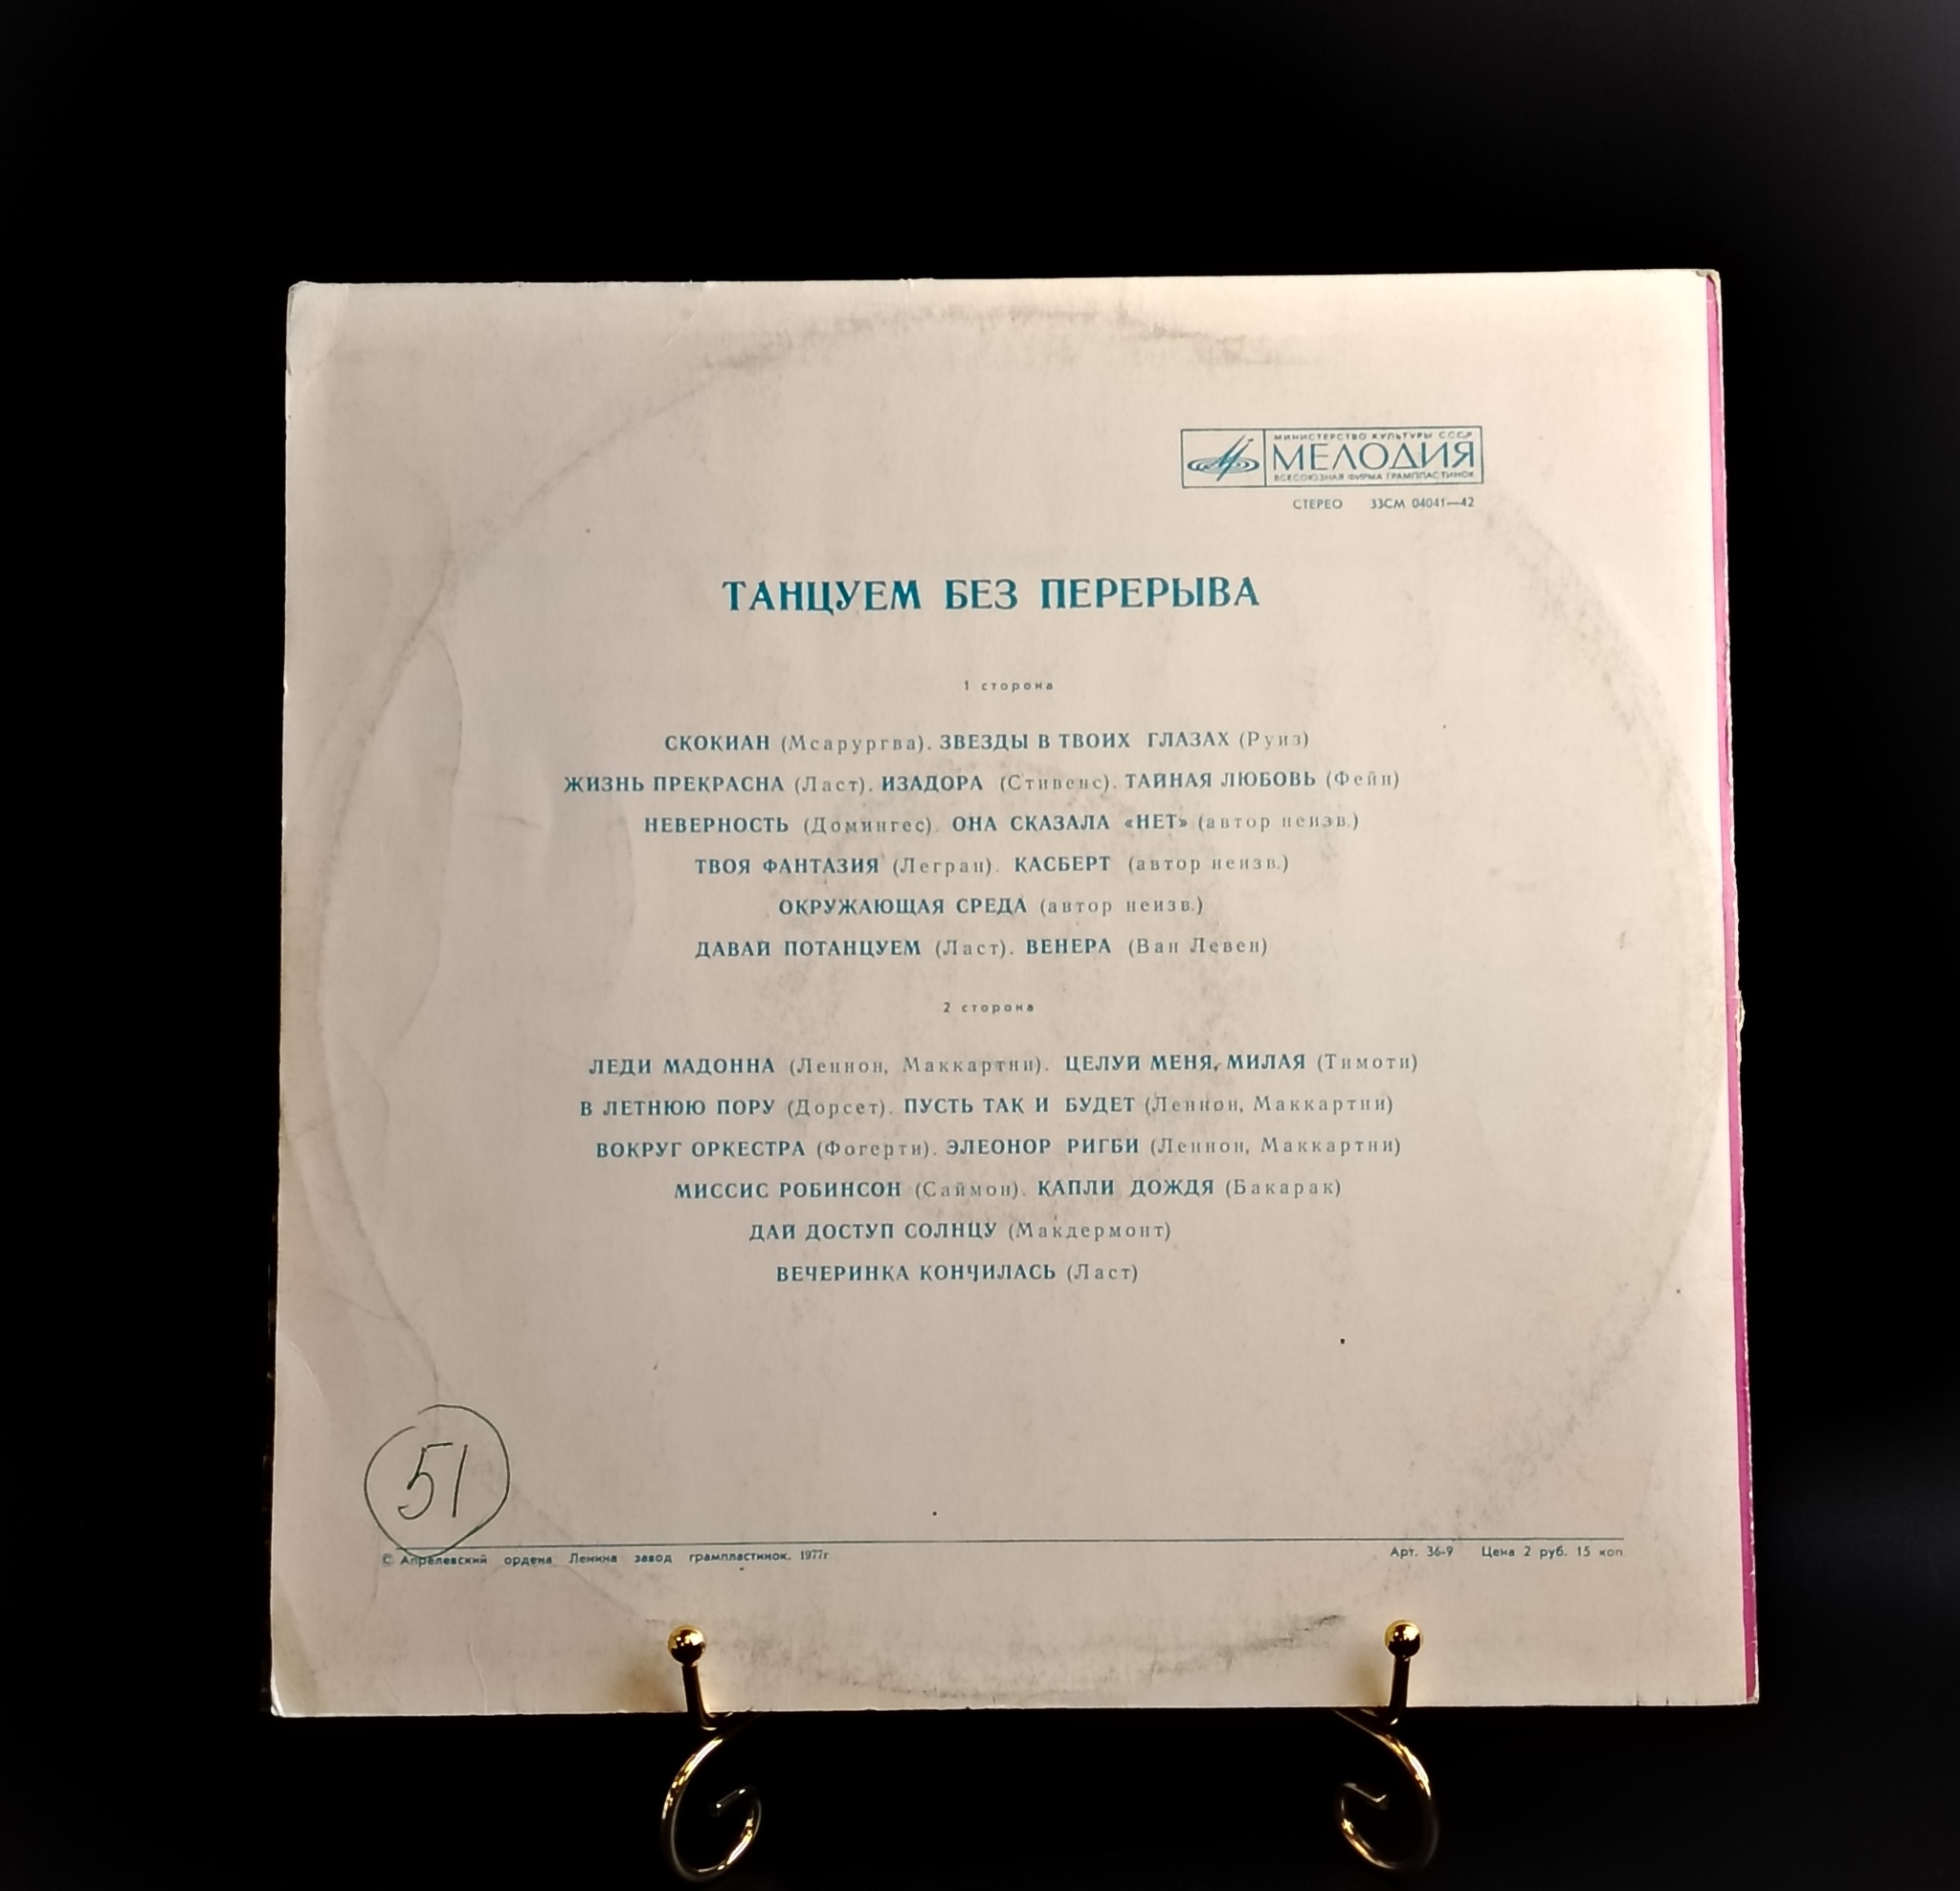 МИНИСТЕРСТВО КУЛЬТУРЫ СССР
МЕЛОДИЯ
ВСЕСОЮЗНАЯ ФИРМА ГРАМПЛАСТИНОК
СТЕРЕО 33СМ 04041—42
ТАНЦУЕМ БЕЗ ПЕРЕРЫВА
1 сторона
СКОКИАН (Мсарургва). ЗВЕЗДЫ В ТВОИХ ГЛАЗАХ (Руиз)
ЖИЗНЬ ПРЕКРАСНА (Ласт). ИЗАДОРА (Стивенс). ТАЙНАЯ ЛЮБОВЬ (Фейн)
НЕВЕРНОСТЬ (Домингес). ОНА СКАЗАЛА «НЕТ» (автор неизв.)
ТВОЯ ФАНТАЗИЯ (Легран). КАСБЕРТ (автор неизв.)
ОКРУЖАЮЩАЯ СРЕДА (автор неизв.)
ДАВАЙ ПОТАНЦУЕМ (Ласт). ВЕНЕРА (Ван Левен)
2 сторона
ЛЕДИ МАДОННА (Леннон, Маккартни). ЦЕЛУЙ МЕНЯ, МИЛАЯ (Тимоти)
В ЛЕТНЮЮ ПОРУ (Дорсет). ПУСТЬ ТАК И БУДЕТ (Леннон, Маккартни)
ВОКРУГ ОРКЕСТРА (Фогерти). ЭЛЕОНОР РИГБИ (Леннон, Маккартни)
МИССИС РОБИНСОН (Саймон). КАПЛИ ДОЖДЯ (Бакарак)
ДАЙ ДОСТУП СОЛНЦУ (Макдермонт)
ВЕЧЕРИНКА КОНЧИЛАСЬ (Ласт)
51
© Апрелевский ордена Ленина завод грампластинок. 1977г
Арт. 36-9 Цена 2 руб. 15 коп